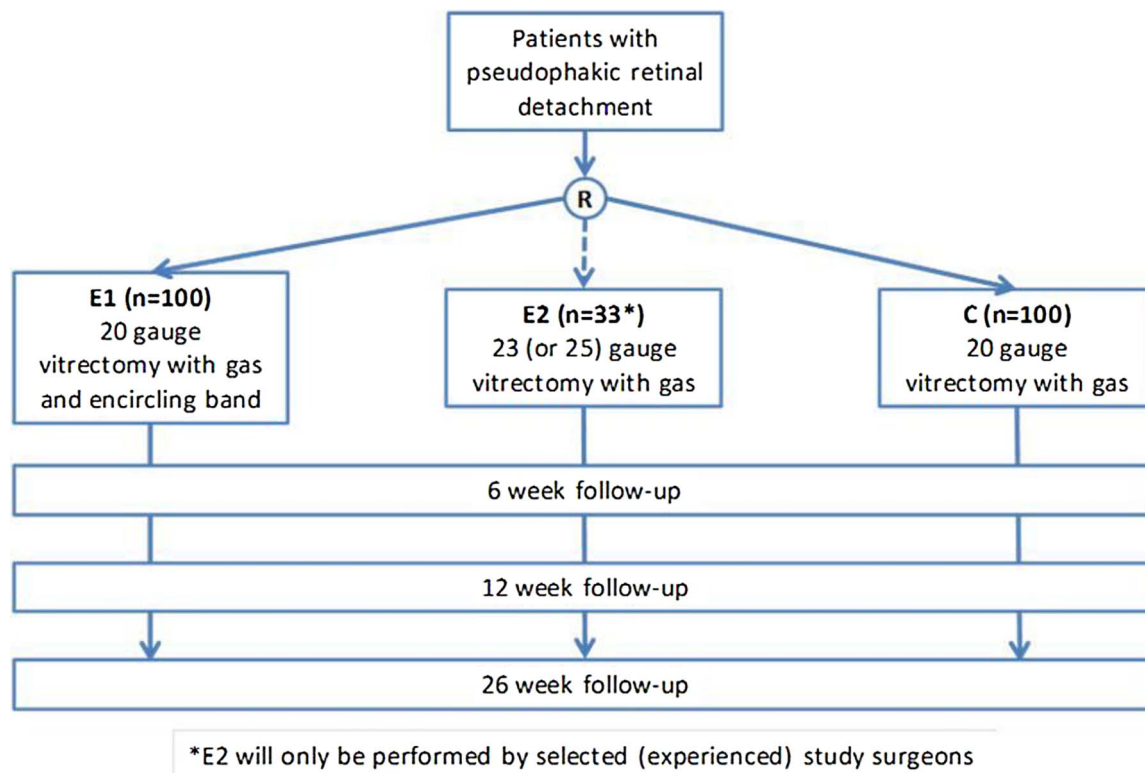 Patients with
pseudophakic retinal
detachment
R
E1 (n=100)
20 gauge
vitrectomy with gas
and encircling band
E2 (n=33*)
23 (or 25) gauge
vitrectomy with gas
C (n=100)
20 gauge
vitrectomy with gas
6 week follow-up
12 week follow-up
26 week follow-up
*E2 will only be performed by selected (experienced) study surgeons